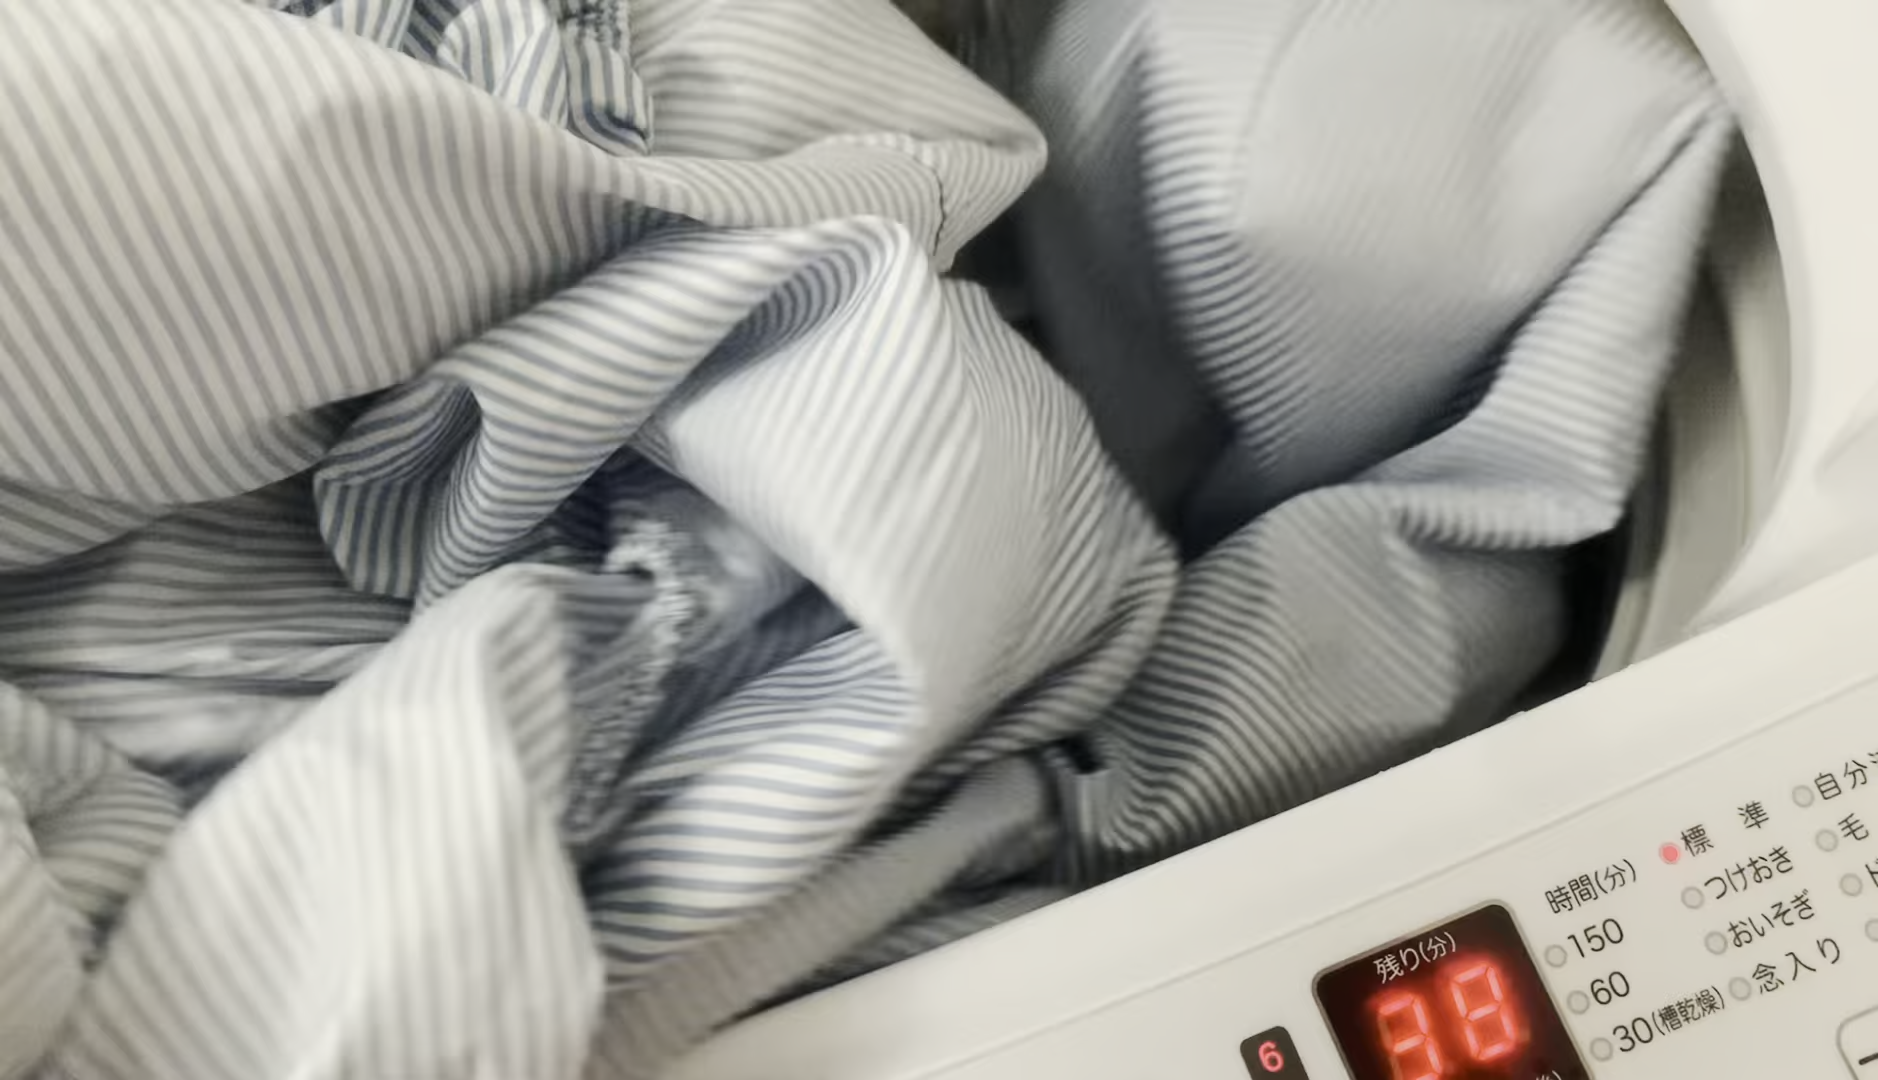 標 準
自分
つけおき
毛
おいそぎ
念入り
時間(分)
150
60
30(槽乾燥)
残り(分)
38
6